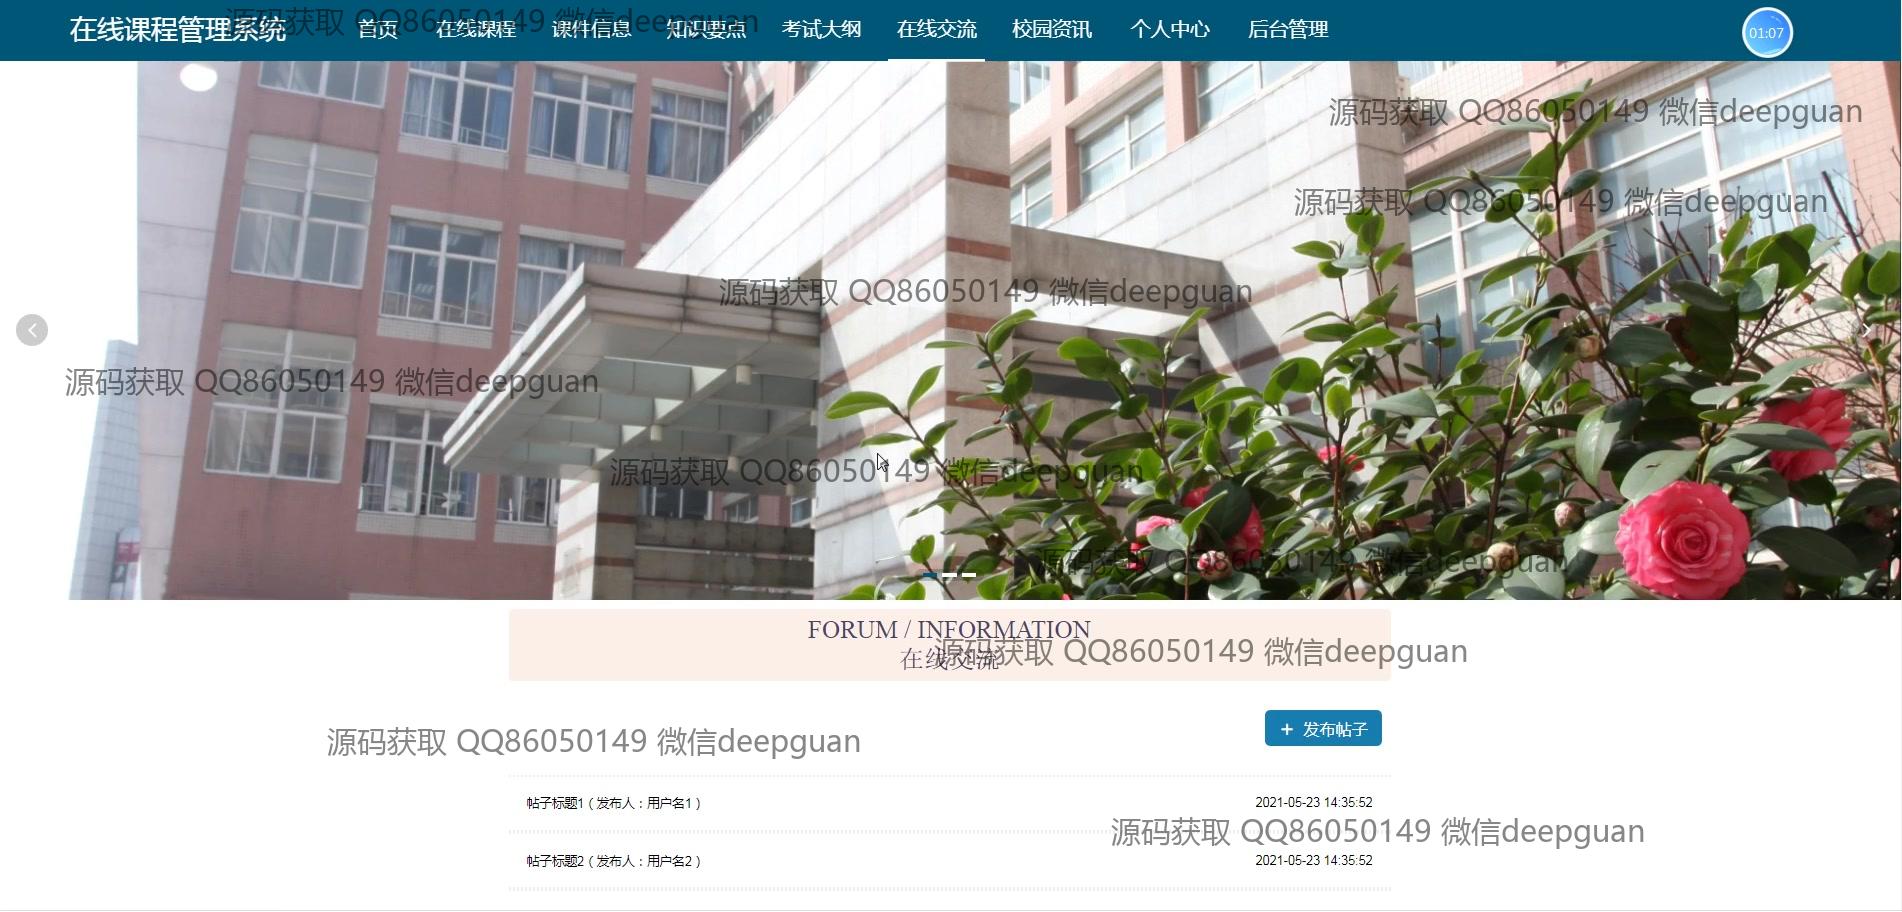 在线课程管理系统 首页 在线课程 课件信息 知识要点 考试大纲 在线交流 校园资讯 个人中心 后台管理
源码获取 QQ86050149 微信deepguan
01:07
源码获取 QQ86050149 微信deepguan
源码获取 QQ86050149 微信deepguan
源码获取 QQ86050149 微信deepguan
源码获取 QQ86050149 微信deepguan
源码获取 QQ86050149 微信deepguan
源码获取 QQ86050149 微信deepguan
FORUM / INFORMATION
在线交流
源码获取 QQ86050149 微信deepguan
发布帖子
源码获取 QQ86050149 微信deepguan
帖子标题1（发布人：用户名1） 2021-05-23 14:35:52
源码获取 QQ86050149 微信deepguan
帖子标题2（发布人：用户名2） 2021-05-23 14:35:52